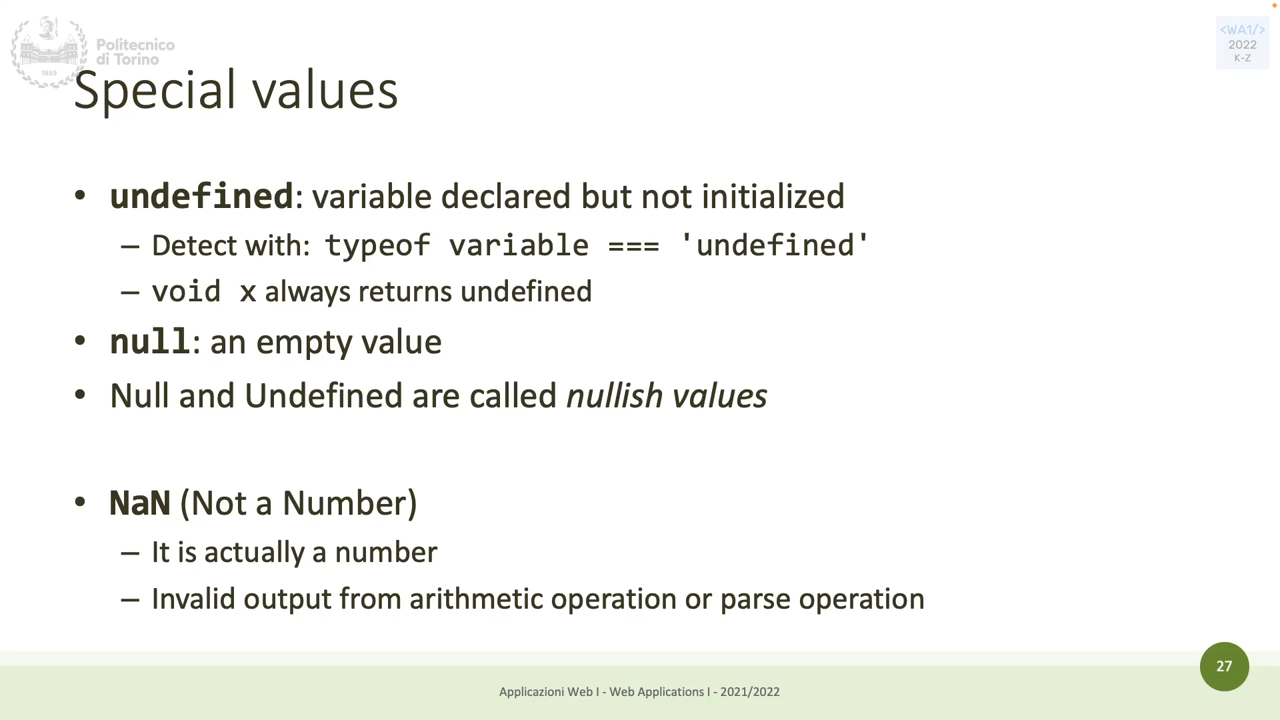 Politecnico
di Torino
1859
<WA1/>
2022
K-Z
Special values
• undefined: variable declared but not initialized
– Detect with: typeof variable === 'undefined'
– void x always returns undefined
• null: an empty value
• Null and Undefined are called nullish values
• NaN (Not a Number)
– It is actually a number
– Invalid output from arithmetic operation or parse operation
27
Applicazioni Web I - Web Applications I - 2021/2022